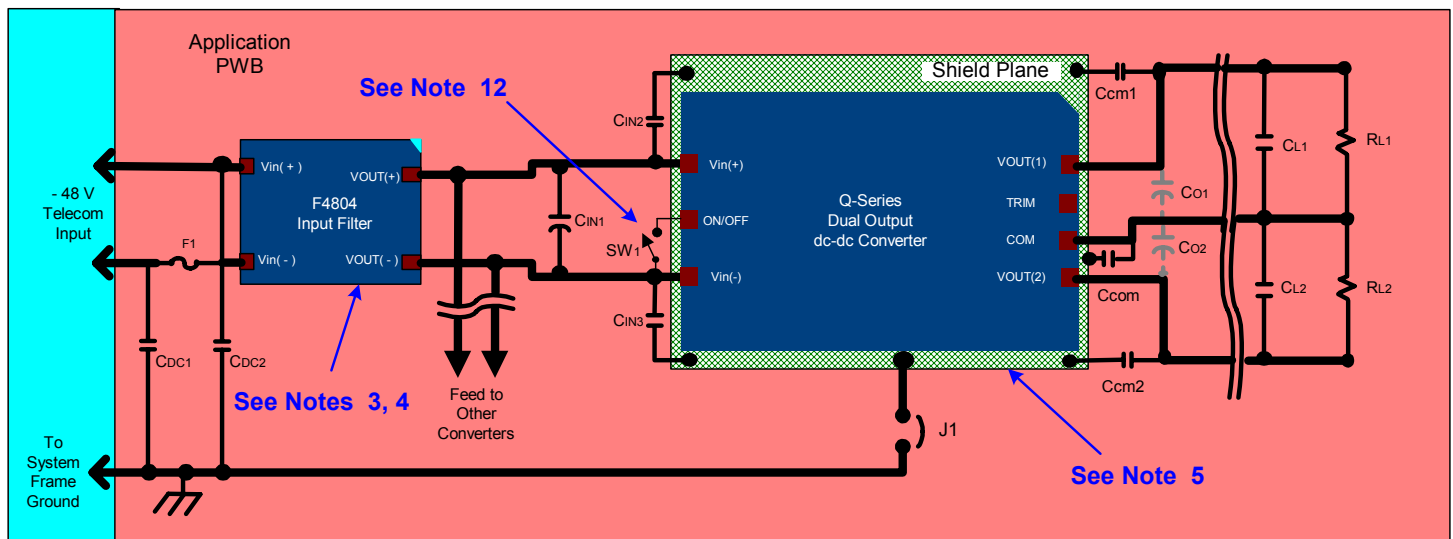 Application
PWB
See Note 12
Shield Plane
Ccm1
CIN2
Vin(+)
VOUT(+)
F4804
Input Filter
Vin(-)
VOUT(-)
- 48 V
Telecom
Input
F1
CIN1
SW1
Vin(+)
ON/OFF
Vin(-)
Q-Series
Dual Output
dc-dc Converter
VOUT(1)
TRIM
COM
VOUT(2)
CO1
CO2
CL1
RL1
CL2
RL2
Ccom
CIN3
Ccm2
CDC1
CDC2
See Notes 3, 4
Feed to
Other
Converters
J1
See Note 5
To
System
Frame
Ground